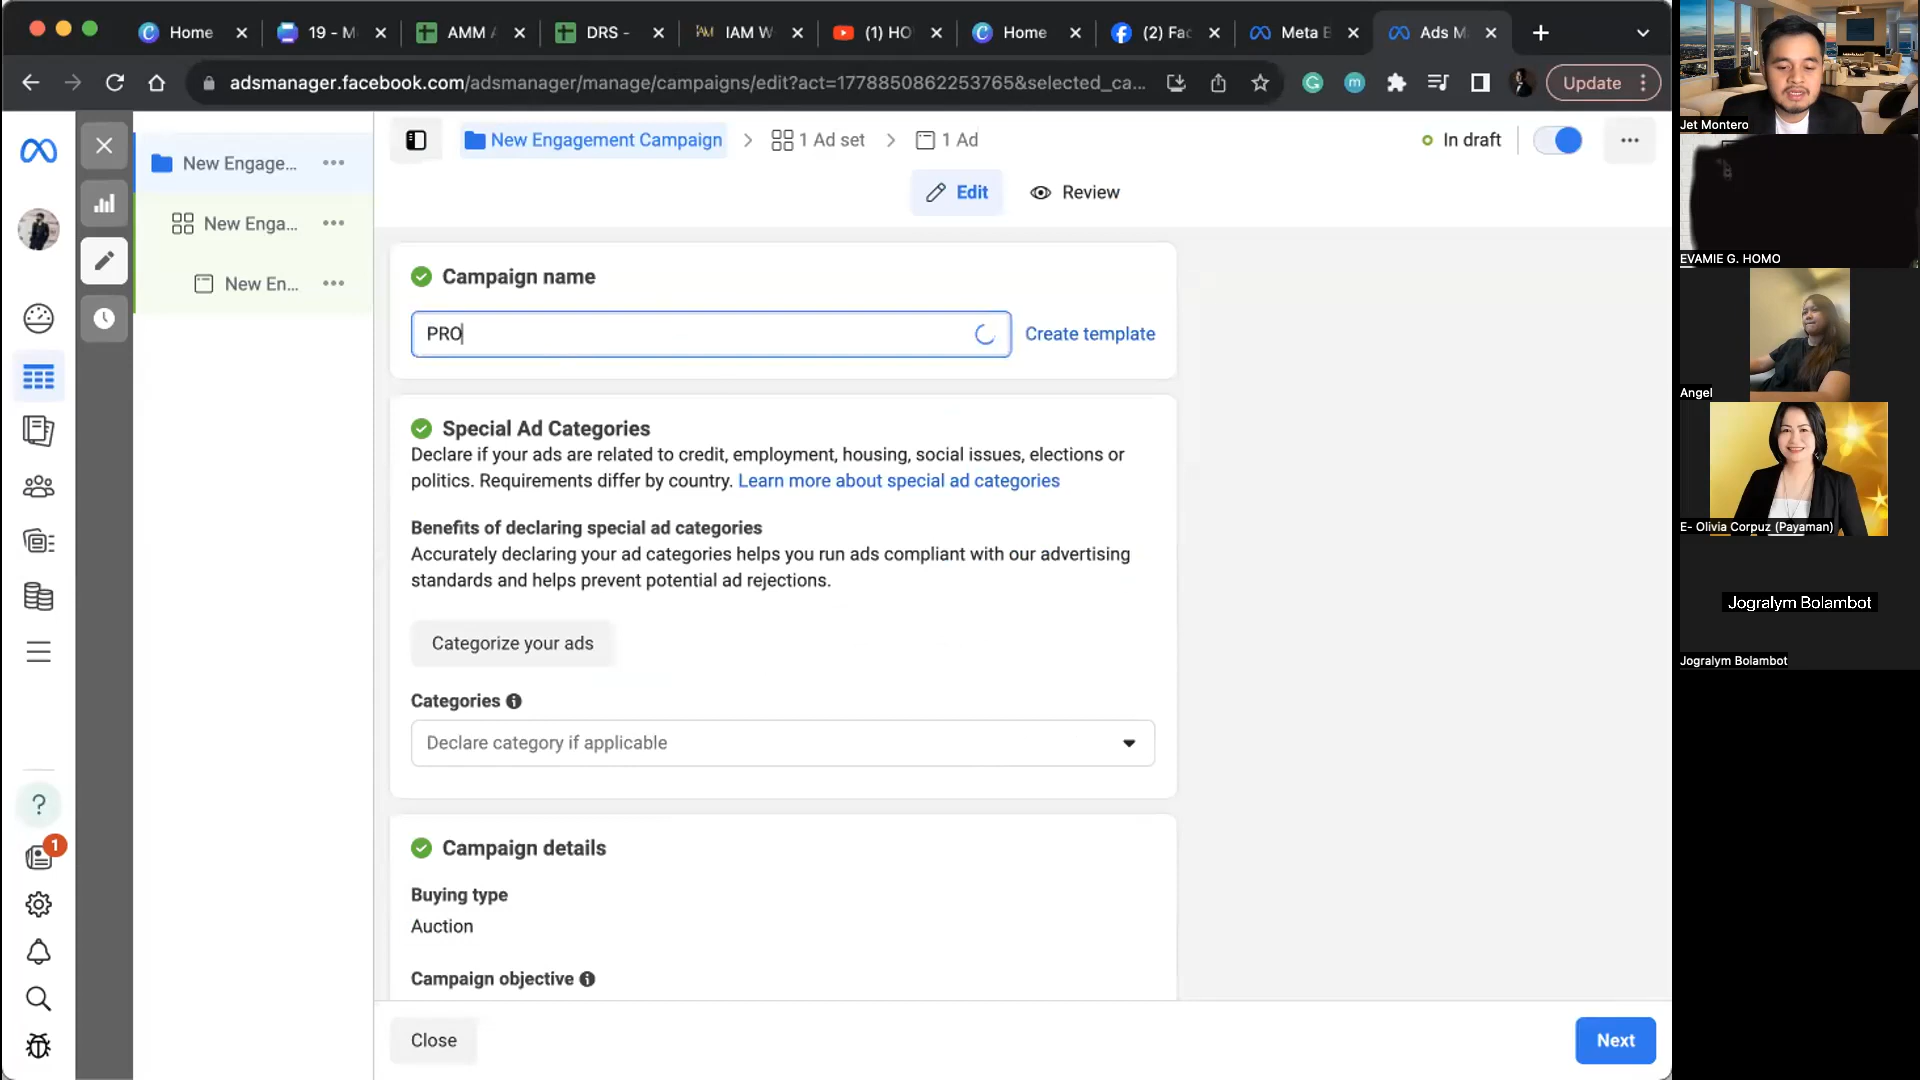 Home
19 - M
AMM A
DRS -
IAM W
(1) HO
Home
(2) Fac
Meta B
Ads M
adsmanager.facebook.com/adsmanager/manage/campaigns/edit?act=1778850862253765&selected_ca...
Update
New Engage...
New Enga...
New En...
New Engagement Campaign
1 Ad set
1 Ad
In draft
Edit
Review
Campaign name
PRO
Create template
Special Ad Categories
Declare if your ads are related to credit, employment, housing, social issues, elections or
politics. Requirements differ by country. Learn more about special ad categories
Benefits of declaring special ad categories
Accurately declaring your ad categories helps you run ads compliant with our advertising
standards and helps prevent potential ad rejections.
Categorize your ads
Categories
Declare category if applicable
Campaign details
Buying type
Auction
Campaign objective
Close
Next
1
Jet Montero
EVAMIE G. HOMO
Angel
E- Olivia Corpuz (Payaman)
Jogralym Bolambot
Jogralym Bolambot